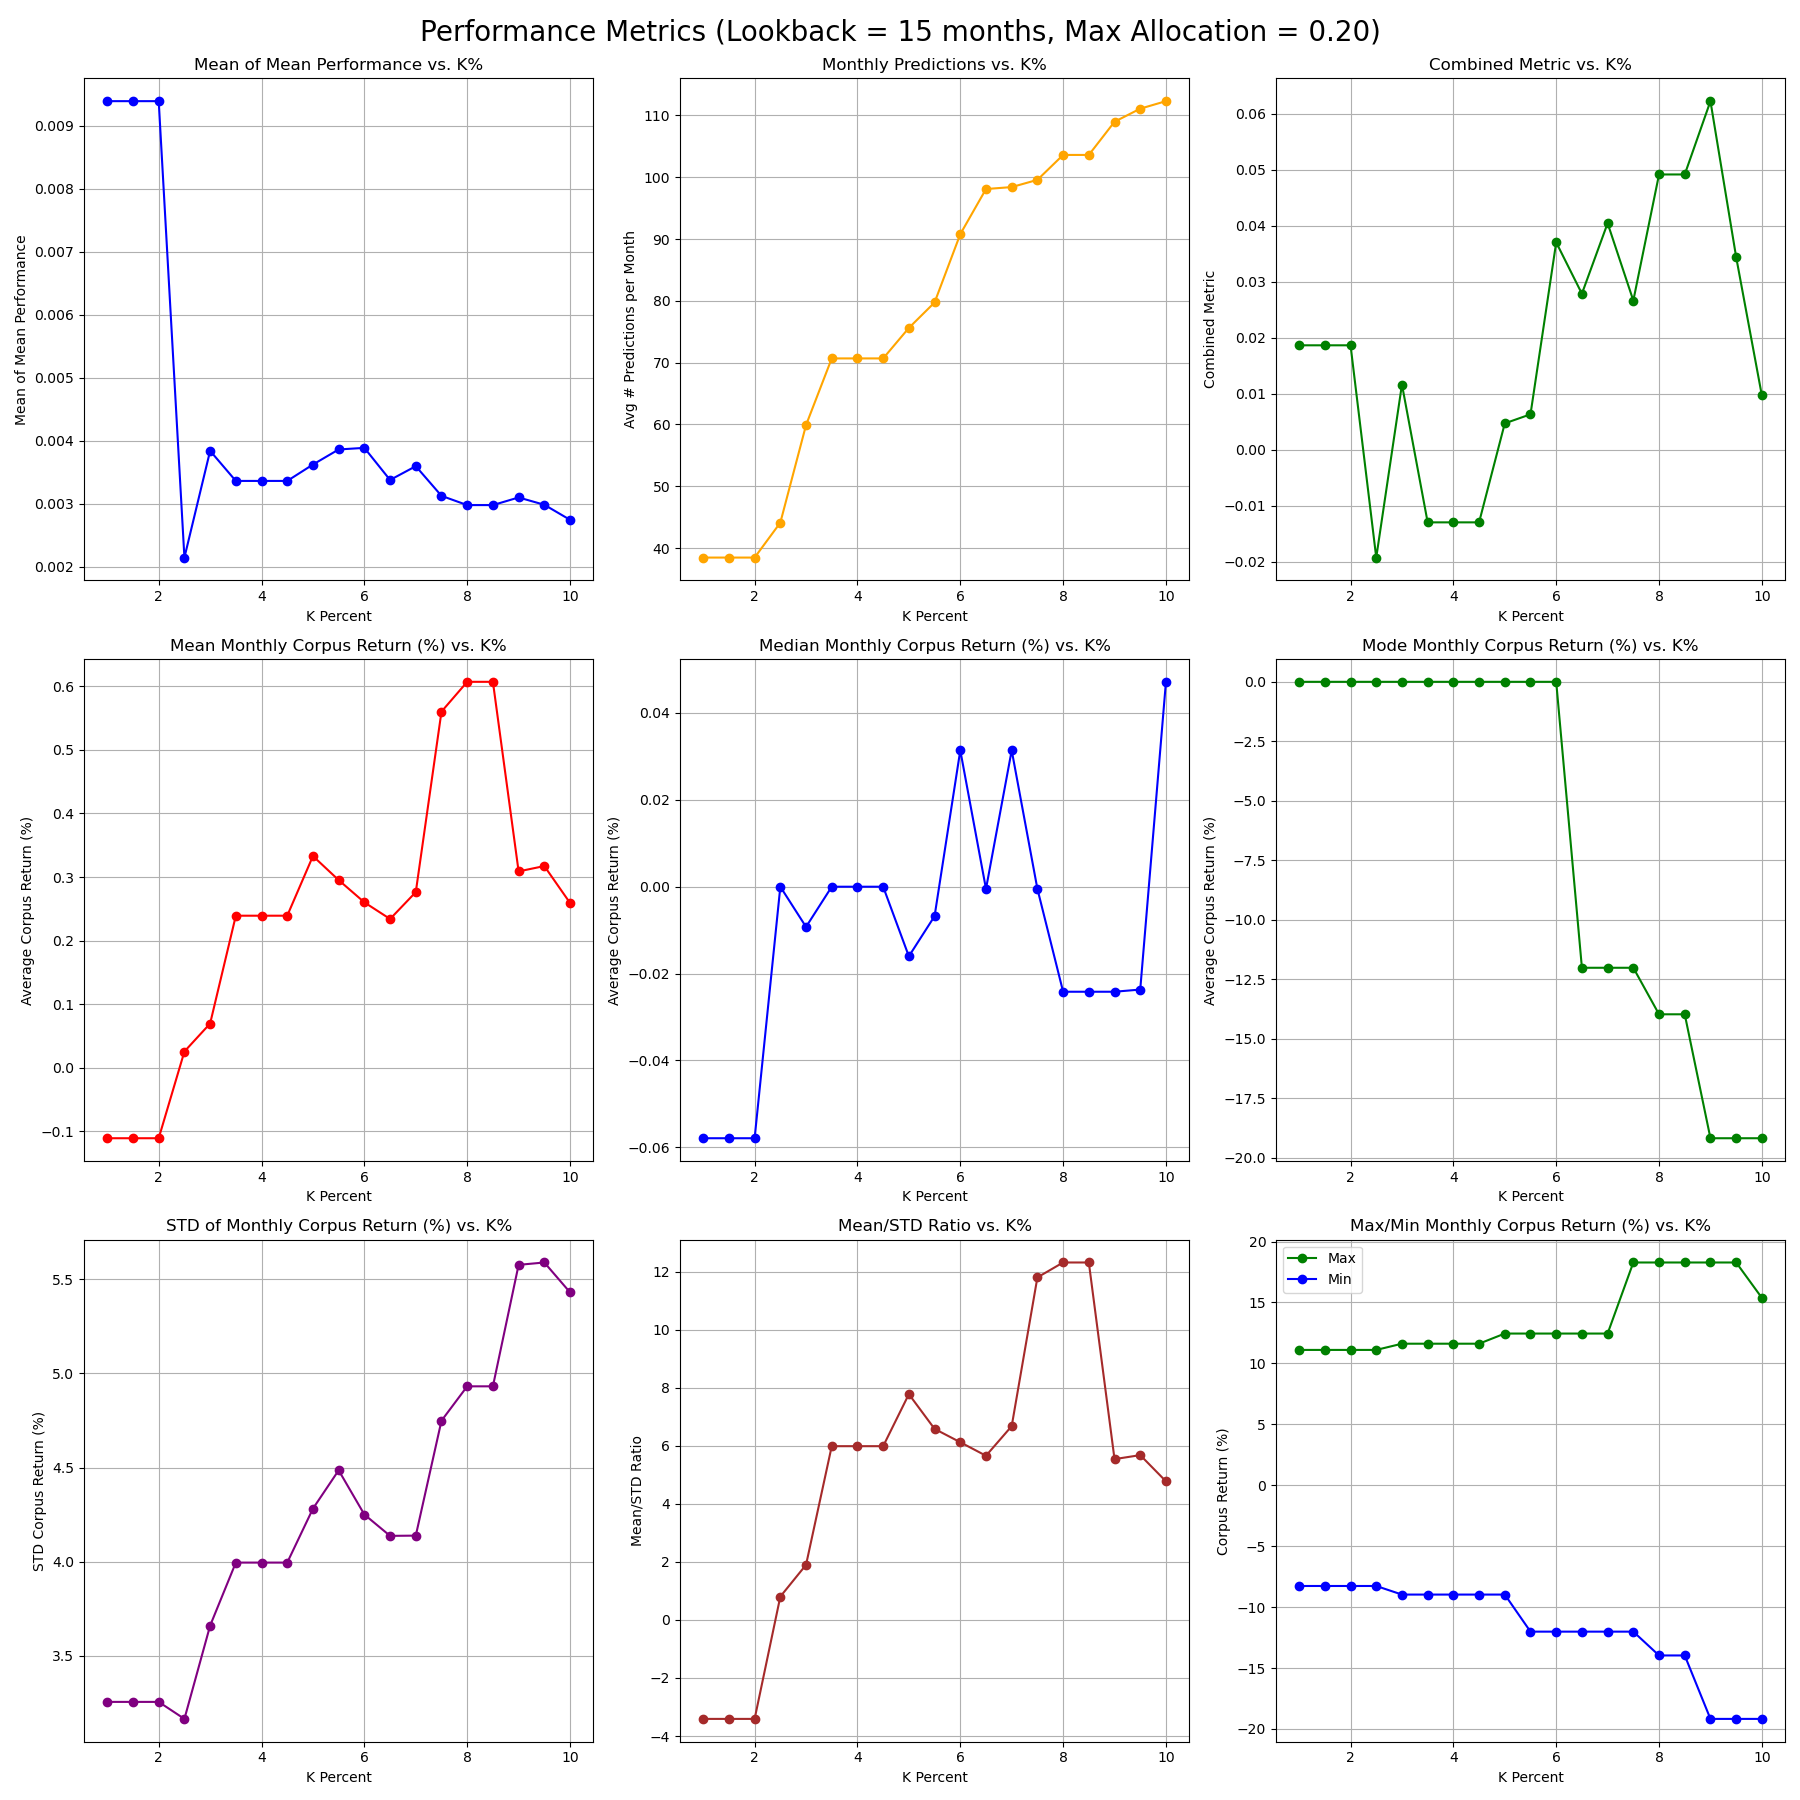 Performance Metrics (Lookback = 15 months, Max Allocation = 0.20)
Mean of Mean Performance vs. K%
Mean of Mean Performance
0.009
0.008
0.007
0.006
0.005
0.004
0.003
0.002
2 4 6 8 10
K Percent
Monthly Predictions vs. K%
Avg # Predictions per Month
110
100
90
80
70
60
50
40
2 4 6 8 10
K Percent
Combined Metric vs. K%
Combined Metric
0.06
0.05
0.04
0.03
0.02
0.01
0.00
−0.01
−0.02
2 4 6 8 10
K Percent
Mean Monthly Corpus Return (%) vs. K%
Average Corpus Return (%)
0.6
0.5
0.4
0.3
0.2
0.1
0.0
−0.1
2 4 6 8 10
K Percent
Median Monthly Corpus Return (%) vs. K%
Average Corpus Return (%)
0.04
0.02
0.00
−0.02
−0.04
−0.06
2 4 6 8 10
K Percent
Mode Monthly Corpus Return (%) vs. K%
Average Corpus Return (%)
0.0
−2.5
−5.0
−7.5
−10.0
−12.5
−15.0
−17.5
−20.0
2 4 6 8 10
K Percent
STD of Monthly Corpus Return (%) vs. K%
STD Corpus Return (%)
5.5
5.0
4.5
4.0
3.5
2 4 6 8 10
K Percent
Mean/STD Ratio vs. K%
Mean/STD Ratio
12
10
8
6
4
2
0
−2
−4
2 4 6 8 10
K Percent
Max/Min Monthly Corpus Return (%) vs. K%
Corpus Return (%)
Max
Min
20
15
10
5
0
−5
−10
−15
−20
2 4 6 8 10
K Percent